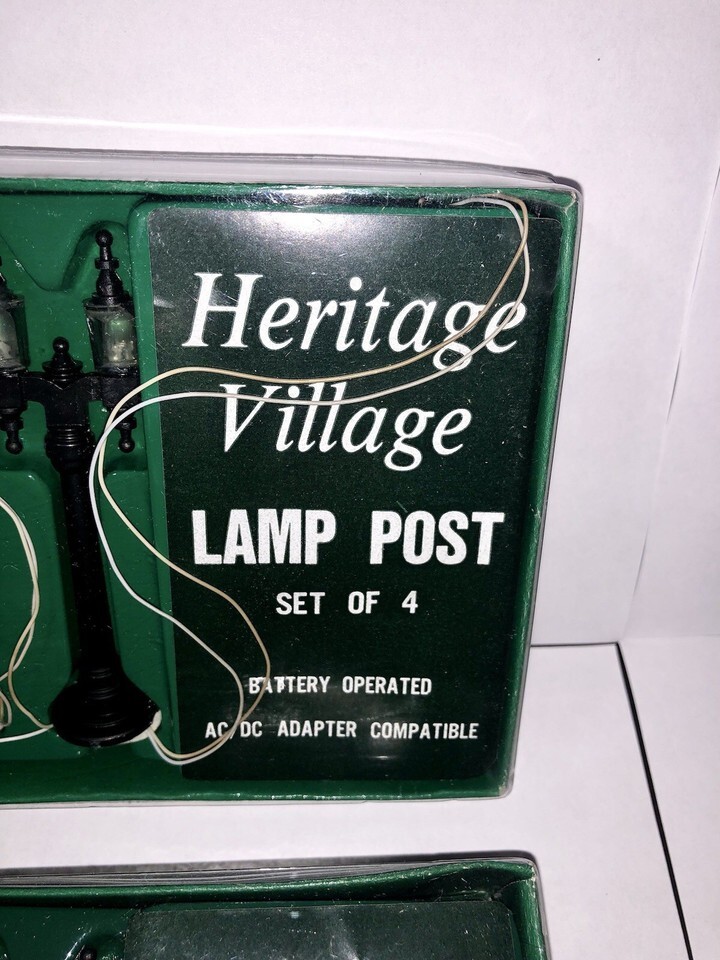 Heritage
Village
LAMP POST
SET OF 4
BATTERY OPERATED
AC/DC ADAPTER COMPATIBLE